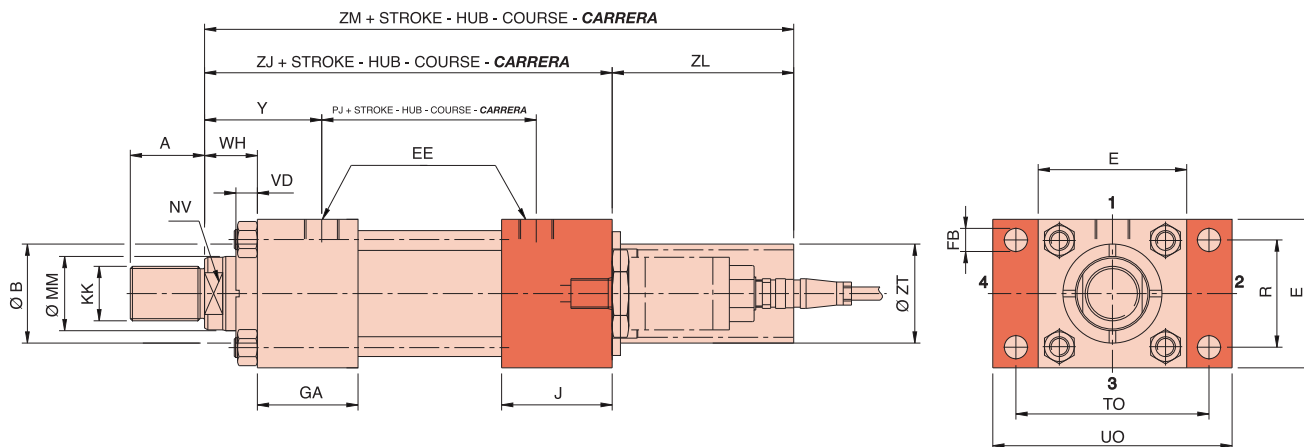 ZM + STROKE - HUB - COURSE - CARRERA
ZJ + STROKE - HUB - COURSE - CARRERA
ZL
Y
PJ + STROKE - HUB - COURSE - CARRERA
A
WH
EE
VD
NV
Ø B
Ø MM
KK
Ø ZT
GA
J
E
1
FB
4
2
R
E
3
TO
UO